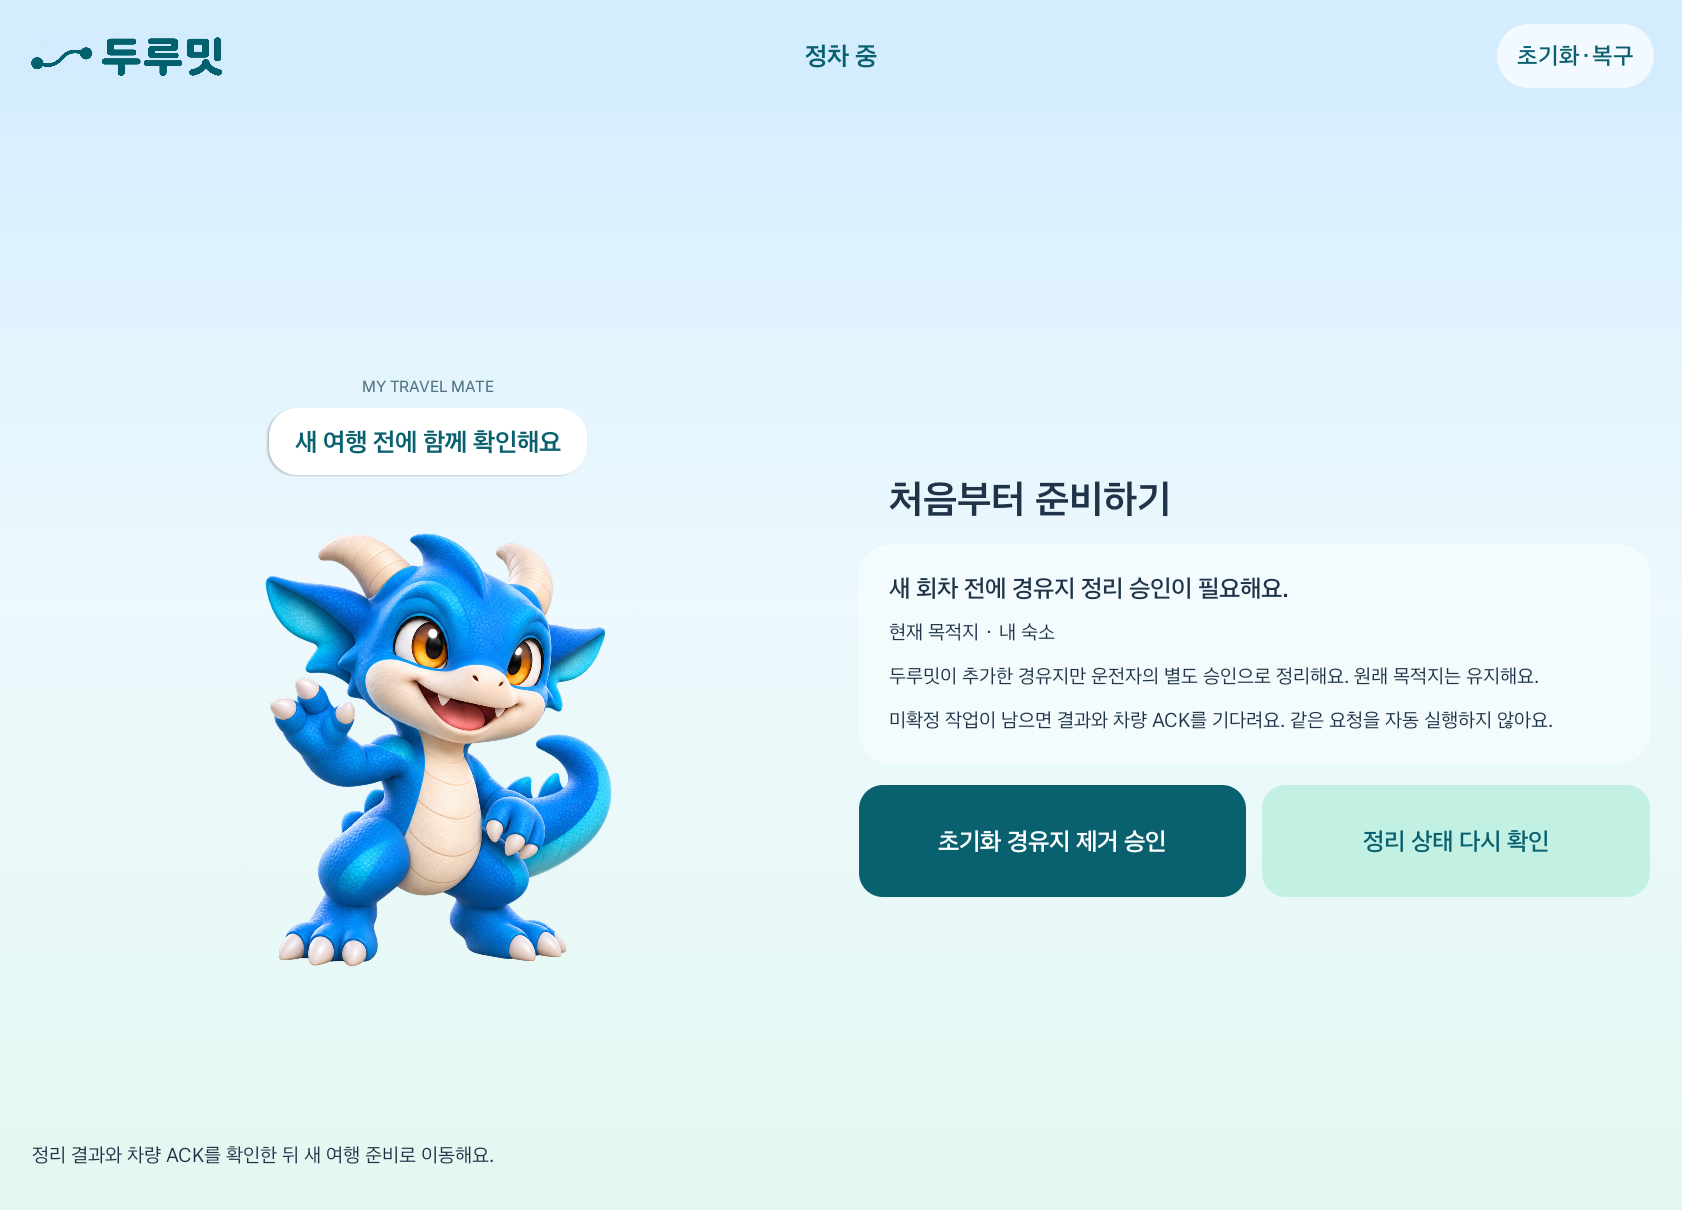 두루밋
정차 중
초기화·복구
MY TRAVEL MATE
새 여행 전에 함께 확인해요
처음부터 준비하기
새 회차 전에 경유지 정리 승인이 필요해요.
현재 목적지 · 내 숙소
두루밋이 추가한 경유지만 운전자의 별도 승인으로 정리해요. 원래 목적지는 유지해요.
미확정 작업이 남으면 결과와 차량 ACK를 기다려요. 같은 요청을 자동 실행하지 않아요.
초기화 경유지 제거 승인
정리 상태 다시 확인
정리 결과와 차량 ACK를 확인한 뒤 새 여행 준비로 이동해요.